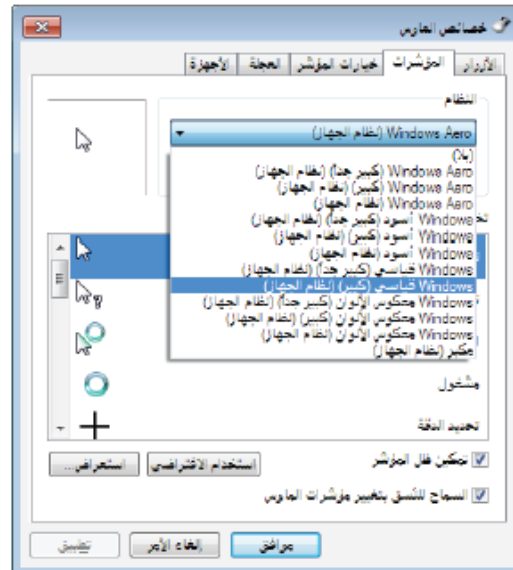 خصائص الماوس
الأزرار المؤشرات خيارات المؤشر العجلة الأجهزة
النظام
Windows Aero (نظام الجهاز)
(بلا)
Windows Aero (كبير جداً) (نظام الجهاز)
Windows Aero (كبير) (نظام الجهاز)
Windows Aero (نظام الجهاز)
Windows أسود (كبير جداً) (نظام الجهاز)
Windows أسود (كبير) (نظام الجهاز)
Windows أسود (نظام الجهاز)
Windows قياسي (كبير جداً) (نظام الجهاز)
Windows قياسي (كبير) (نظام الجهاز)
Windows معكوس الألوان (كبير جداً) (نظام الجهاز)
Windows معكوس الألوان (كبير) (نظام الجهاز)
Windows معكوس الألوان (نظام الجهاز)
مكبر (نظام الجهاز)
مشغول
تحديد الدقة
تمكين ظل المؤشر
استخدام الافتراضي
استعراض...
السماح للنُسق بتغيير مؤشرات الماوس
موافق
إلغاء الأمر
تطبيق